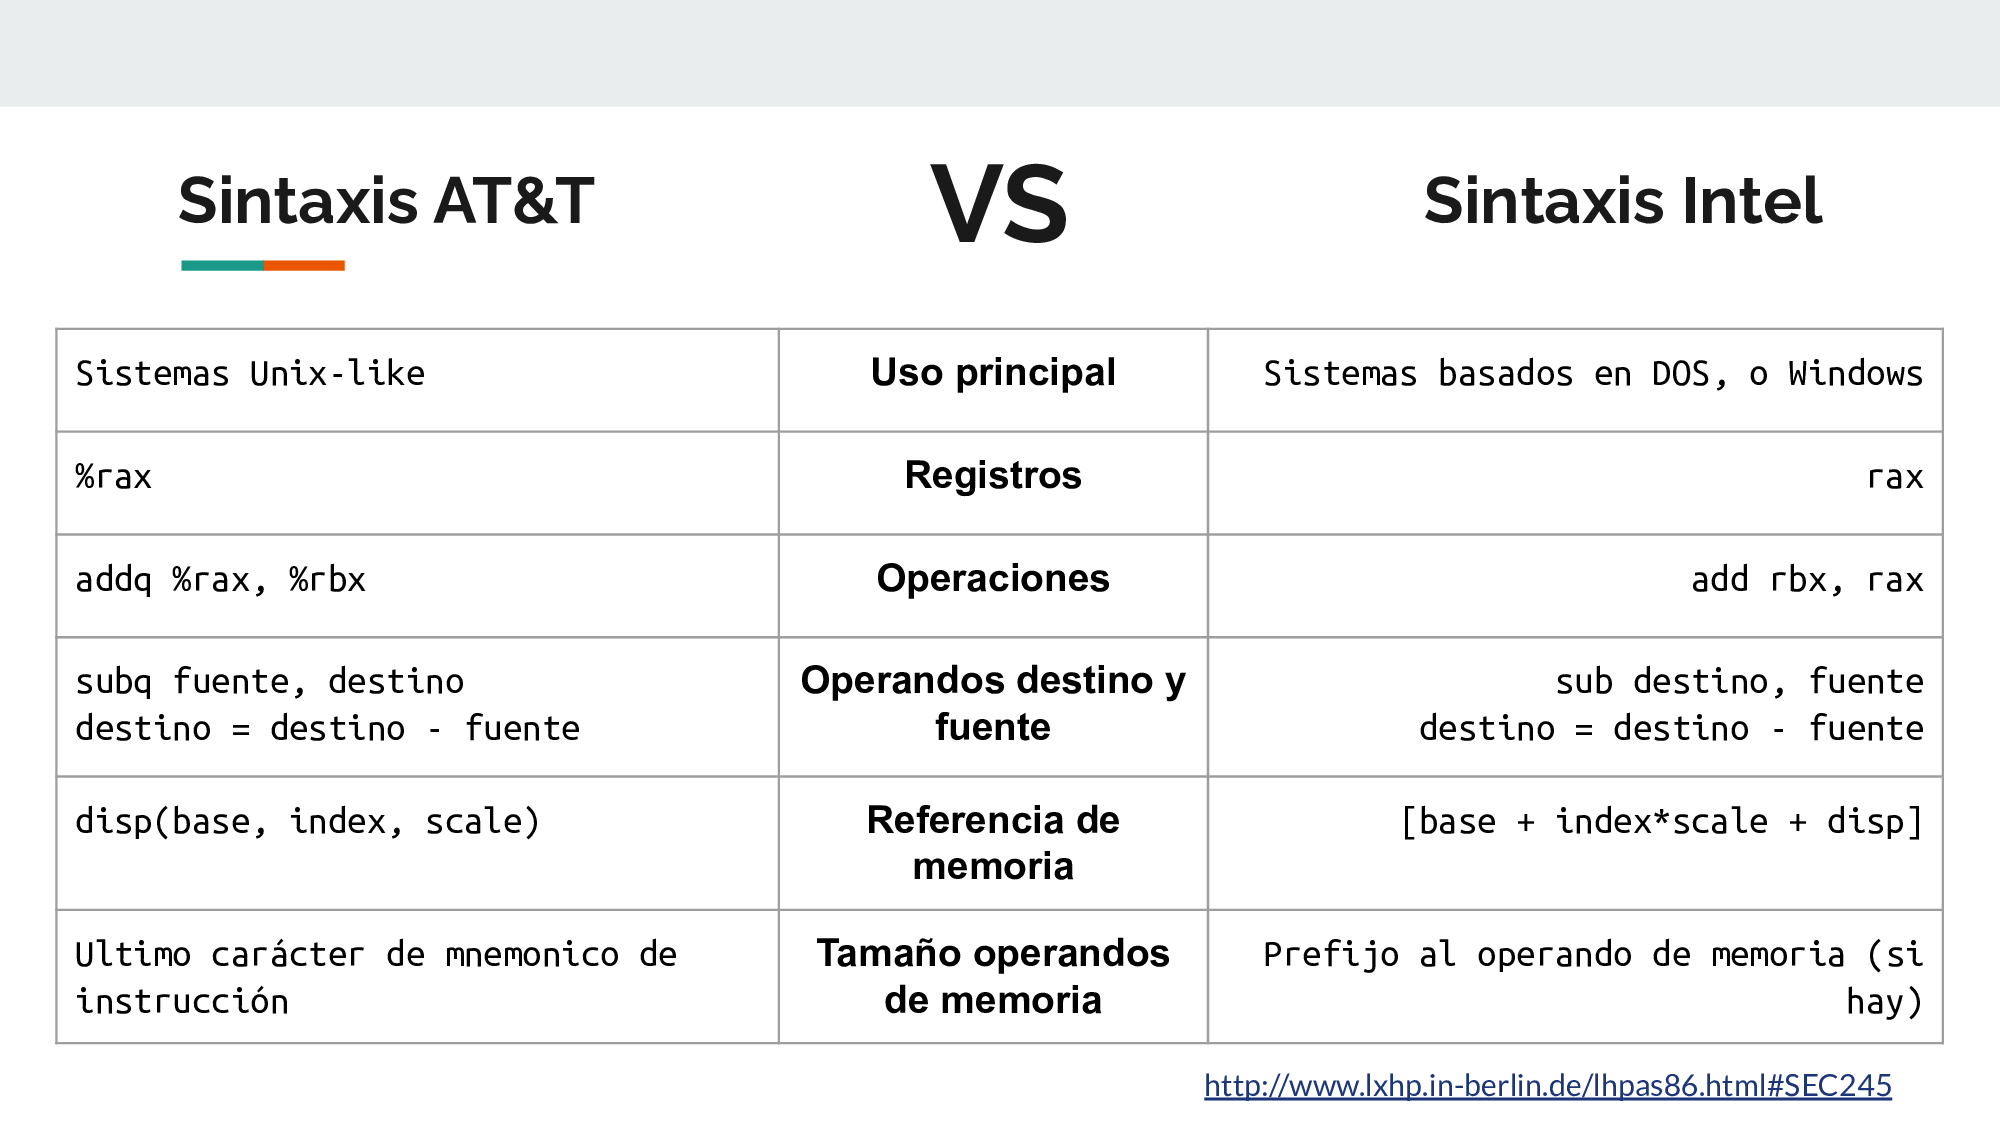 Sintaxis AT&T
VS
Sintaxis Intel
Sistemas Unix-like
Uso principal
Sistemas basados en DOS, o Windows
%rax
Registros
rax
addq %rax, %rbx
Operaciones
add rbx, rax
subq fuente, destino
destino = destino - fuente
Operandos destino y
fuente
sub destino, fuente
destino = destino - fuente
disp(base, index, scale)
Referencia de
memoria
[base + index*scale + disp]
Ultimo carácter de mnemonico de
instrucción
Tamaño operandos
de memoria
Prefijo al operando de memoria (si
hay)
http://www.lxhp.in-berlin.de/lhpas86.html#SEC245